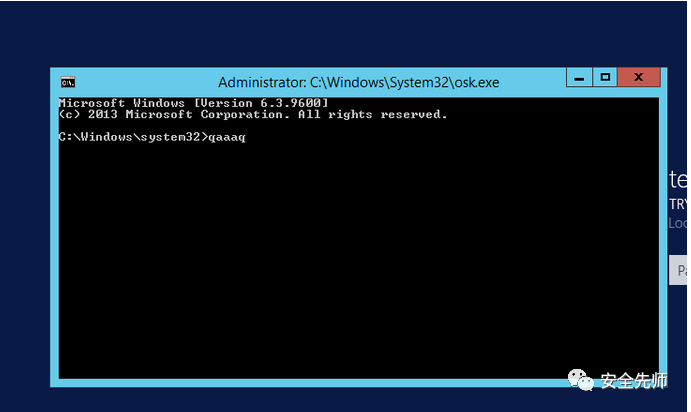 Administrator: C:\Windows\System32\osk.exe
Microsoft Windows [Version 6.3.9600]
(c) 2013 Microsoft Corporation. All rights reserved.
C:\Windows\system32>qaaaq
te
TRY
Loc
Pa
安全先师